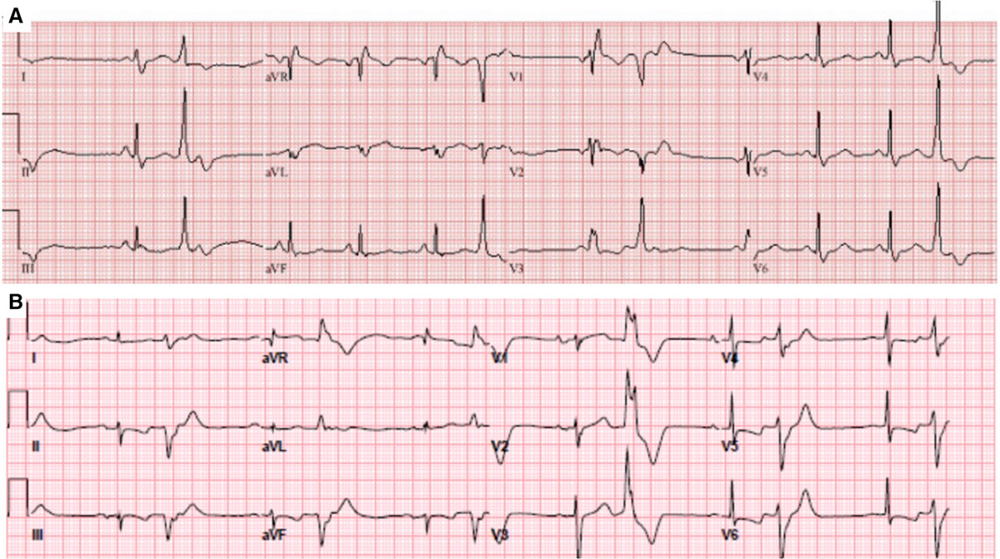 A
I aVR V1 V4
II aVL V2 V5
III aVF V3 V6
B
I aVR V1 V4
II aVL V2 V5
III aVF V3 V6